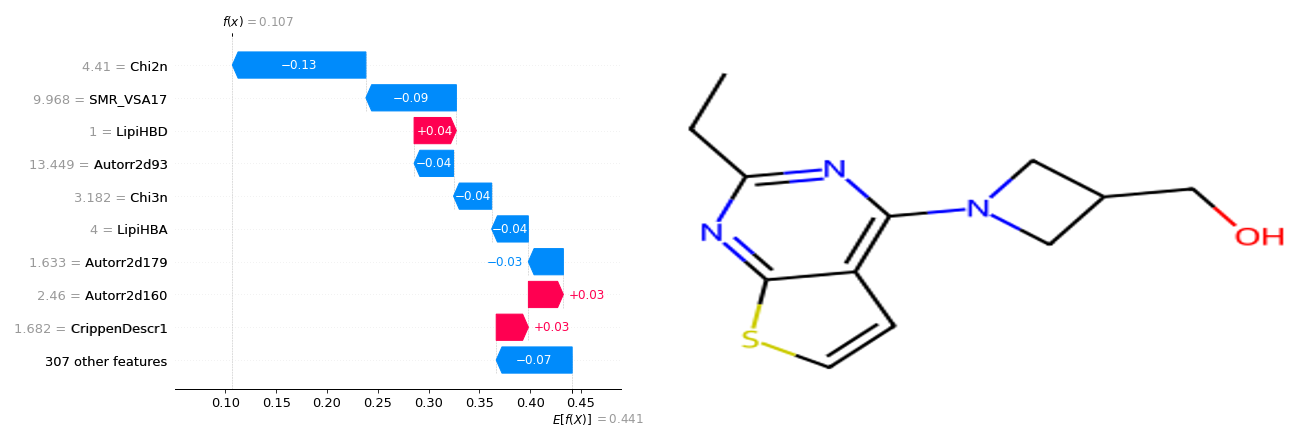 f(x) = 0.107
4.41 = Chi2n
−0.13
9.968 = SMR_VSA17
−0.09
1 = LipiHBD
+0.04
13.449 = Autorr2d93
−0.04
3.182 = Chi3n
−0.04
4 = LipiHBA
−0.04
1.633 = Autorr2d179
−0.03
2.46 = Autorr2d160
+0.03
1.682 = CrippenDescr1
+0.03
307 other features
−0.07
0.10 0.15 0.20 0.25 0.30 0.35 0.40 0.45
E[f(X)] = 0.441
N
N
N
OH
S